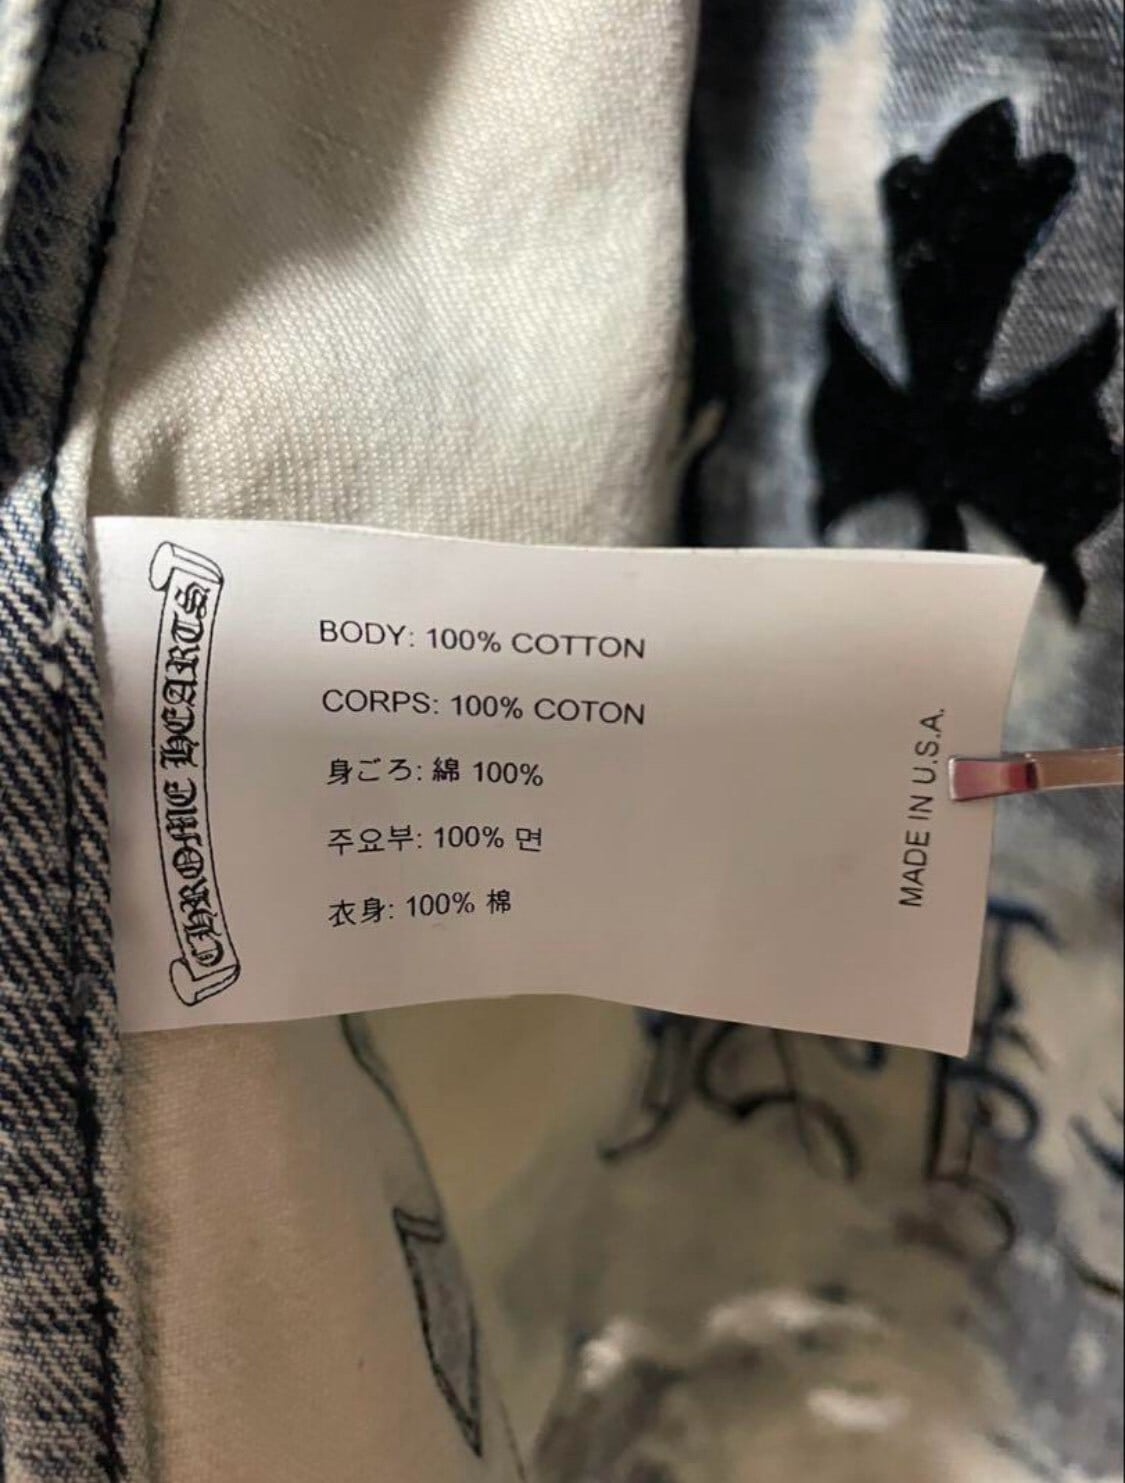 CHROME HEARTS
BODY: 100% COTTON
CORPS: 100% COTON
身ごろ: 綿 100%
주요부: 100% 면
衣身: 100% 棉
MADE IN U.S.A.